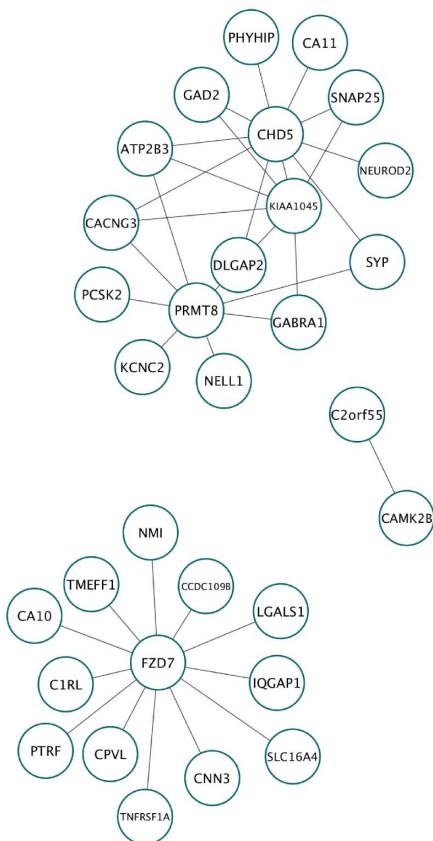 PHYHIP
CA11
GAD2
SNAP25
CHD5
ATP2B3
NEUROD2
KIAA1045
CACNG3
DLGAP2
SYP
PCSK2
PRMT8
GABRA1
KCNC2
NELL1
C2orf55
CAMK2B
NMI
TMEFF1
CCDC109B
LGALS1
CA10
FZD7
C1RL
IQGAP1
PTRF
CPVL
SLC16A4
CNN3
TNFRSF1A